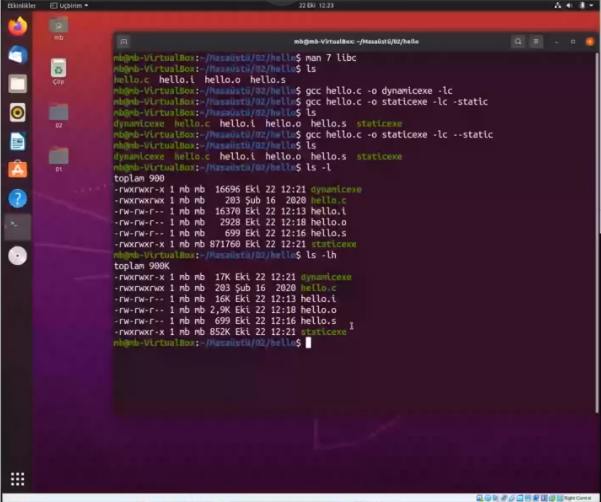 Etkinlikler
Uçbirim
22 Eki 12:23
mb
Çöp
02
01
mb@mb-VirtualBox: ~/Masaüstü/02/hello
mb@mb-VirtualBox:~/Masaüstü/02/hello$ man 7 libc
mb@mb-VirtualBox:~/Masaüstü/02/hello$ ls
hello.c hello.i hello.o hello.s
mb@mb-VirtualBox:~/Masaüstü/02/hello$ gcc hello.c -o dynamicexe -lc
mb@mb-VirtualBox:~/Masaüstü/02/hello$ gcc hello.c -o staticexe -lc -static
mb@mb-VirtualBox:~/Masaüstü/02/hello$ ls
dynamicexe hello.c hello.i hello.o hello.s staticexe
mb@mb-VirtualBox:~/Masaüstü/02/hello$ gcc hello.c -o staticexe -lc --static
mb@mb-VirtualBox:~/Masaüstü/02/hello$ ls
dynamicexe hello.c hello.i hello.o hello.s staticexe
mb@mb-VirtualBox:~/Masaüstü/02/hello$ ls -l
toplam 900
-rwxrwxr-x 1 mb mb 16696 Eki 22 12:21 dynamicexe
-rwxrwxrwx 1 mb mb 203 Şub 16 2020 hello.c
-rw-rw-r-- 1 mb mb 16370 Eki 22 12:13 hello.i
-rw-rw-r-- 1 mb mb 2928 Eki 22 12:18 hello.o
-rw-rw-r-- 1 mb mb 699 Eki 22 12:16 hello.s
-rwxrwxr-x 1 mb mb 871760 Eki 22 12:21 staticexe
mb@mb-VirtualBox:~/Masaüstü/02/hello$ ls -lh
toplam 900K
-rwxrwxr-x 1 mb mb 17K Eki 22 12:21 dynamicexe
-rwxrwxrwx 1 mb mb 203 Şub 16 2020 hello.c
-rw-rw-r-- 1 mb mb 16K Eki 22 12:13 hello.i
-rw-rw-r-- 1 mb mb 2,9K Eki 22 12:18 hello.o
-rw-rw-r-- 1 mb mb 699 Eki 22 12:16 hello.s
-rwxrwxr-x 1 mb mb 852K Eki 22 12:21 staticexe
mb@mb-VirtualBox:~/Masaüstü/02/hello$
Right Control